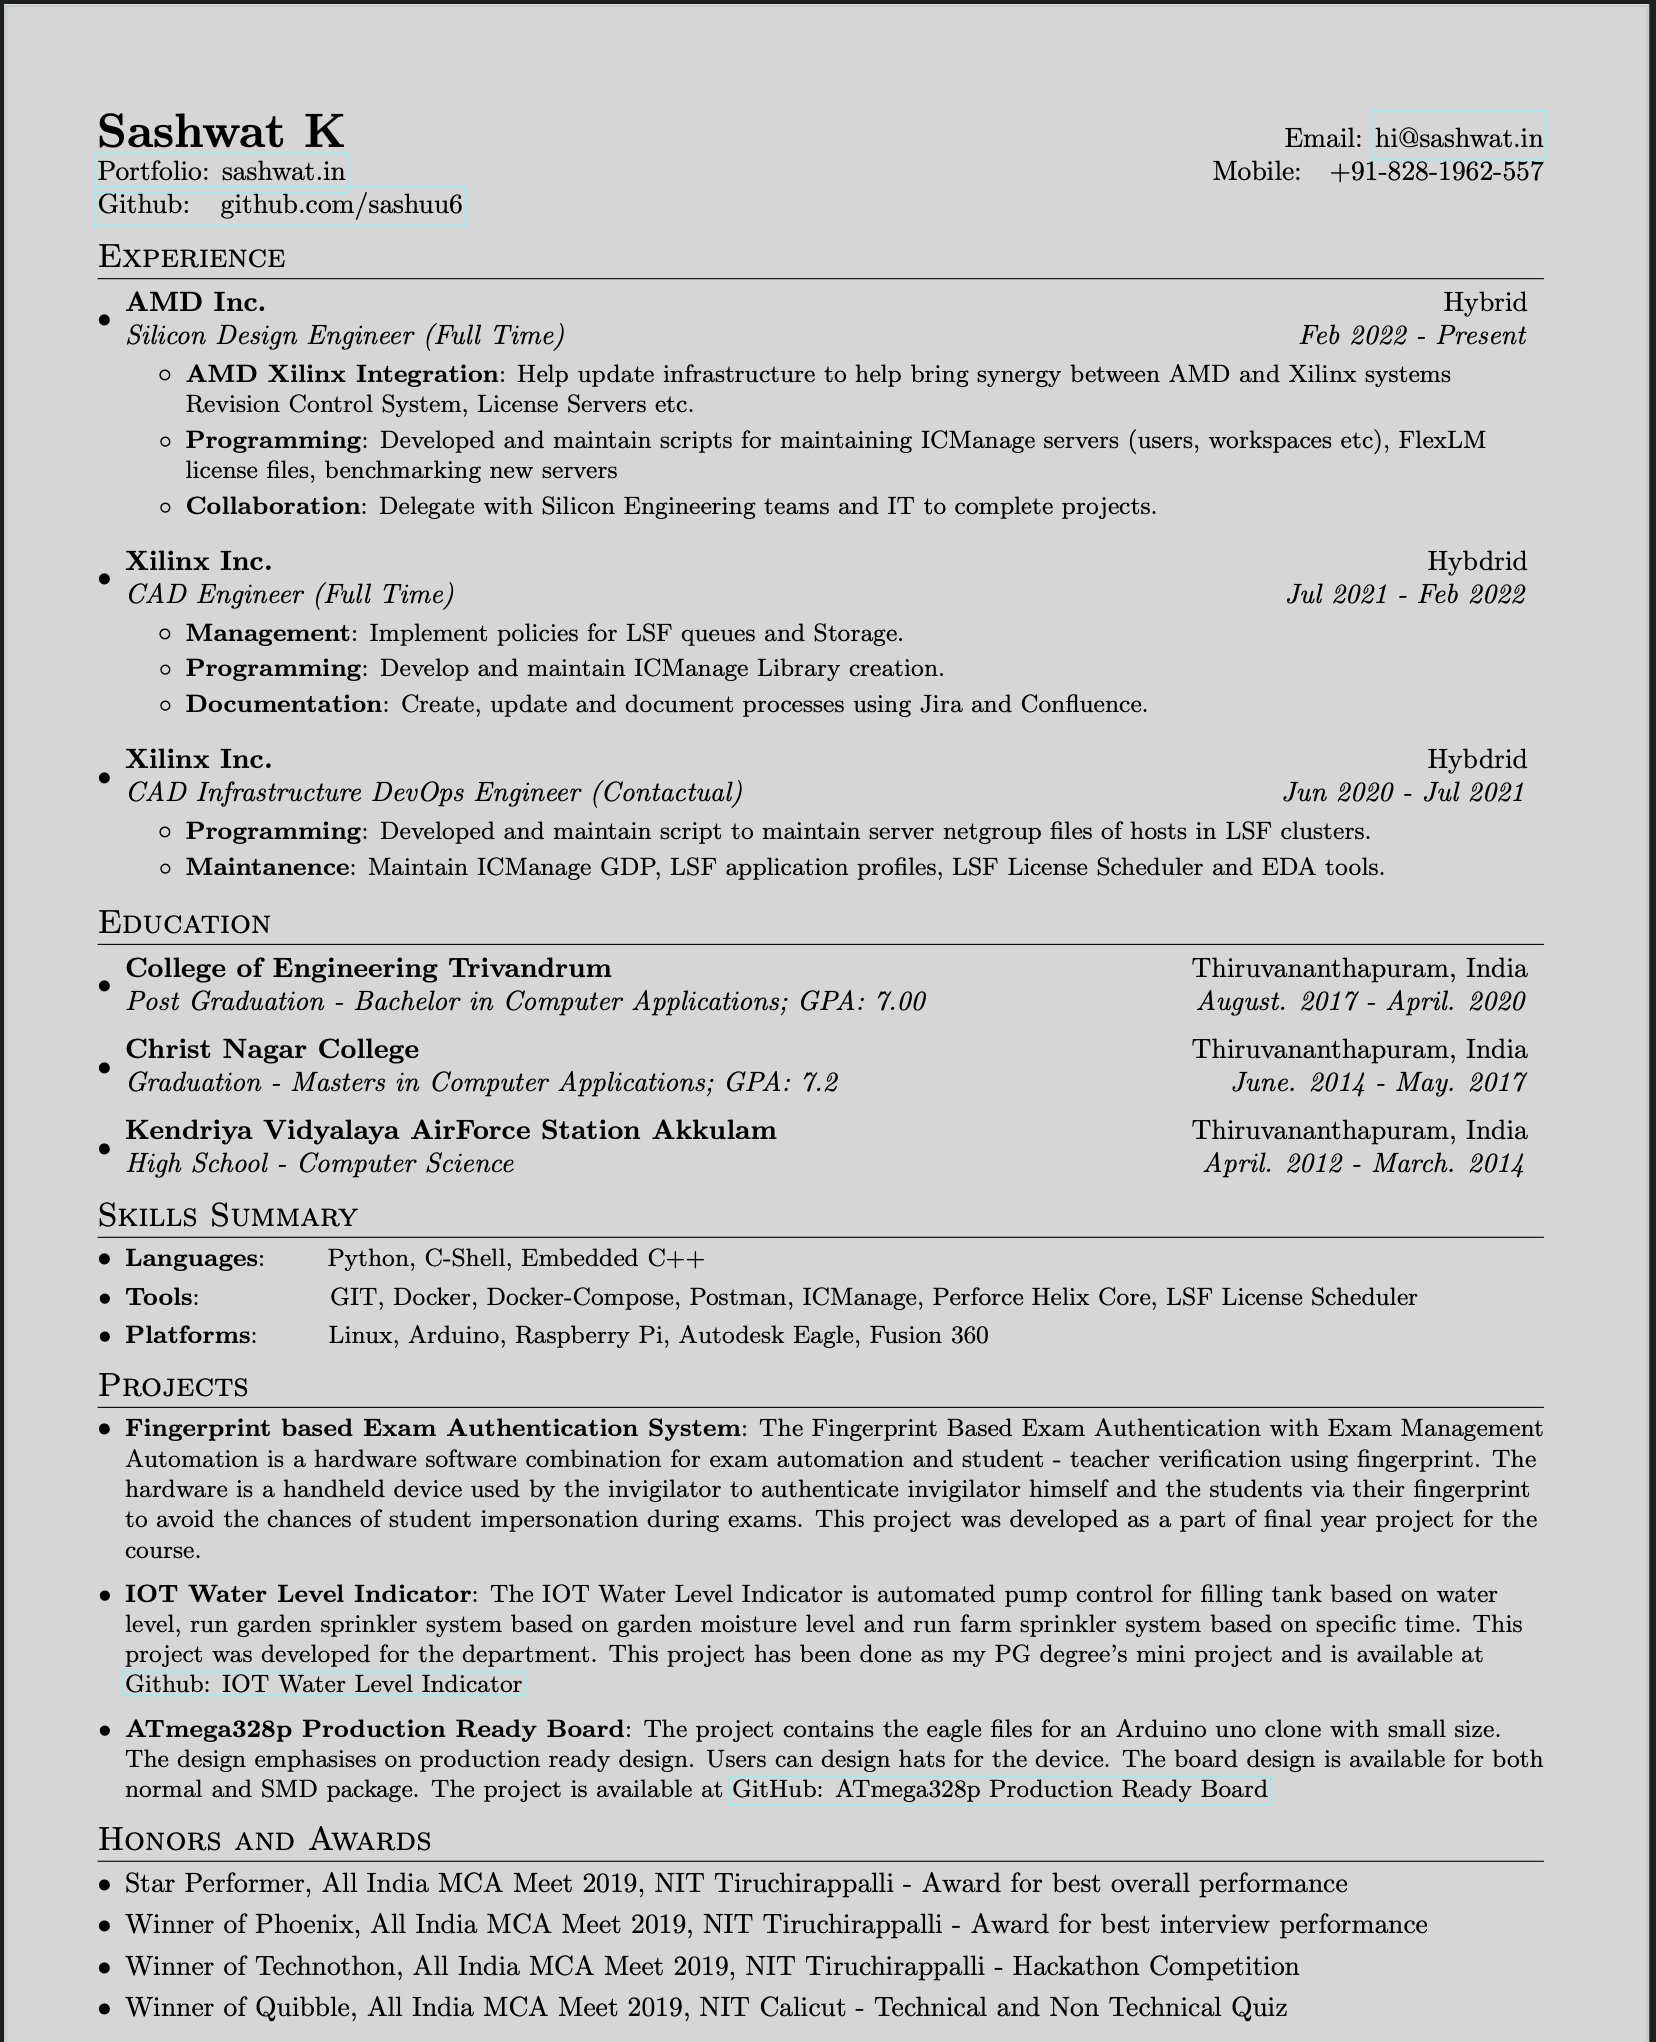 Sashwat K
Email: hi@sashwat.in
Portfolio: sashwat.in
Mobile: +91-828-1962-557
Github: github.com/sashuu6
Experience
• AMD Inc.
Hybrid
Silicon Design Engineer (Full Time)
Feb 2022 - Present
◦ AMD Xilinx Integration: Help update infrastructure to help bring synergy between AMD and Xilinx systems
Revision Control System, License Servers etc.
◦ Programming: Developed and maintain scripts for maintaining ICManage servers (users, workspaces etc), FlexLM
license files, benchmarking new servers
◦ Collaboration: Delegate with Silicon Engineering teams and IT to complete projects.
• Xilinx Inc.
Hybdrid
CAD Engineer (Full Time)
Jul 2021 - Feb 2022
◦ Management: Implement policies for LSF queues and Storage.
◦ Programming: Develop and maintain ICManage Library creation.
◦ Documentation: Create, update and document processes using Jira and Confluence.
• Xilinx Inc.
Hybdrid
CAD Infrastructure DevOps Engineer (Contactual)
Jun 2020 - Jul 2021
◦ Programming: Developed and maintain script to maintain server netgroup files of hosts in LSF clusters.
◦ Maintanence: Maintain ICManage GDP, LSF application profiles, LSF License Scheduler and EDA tools.
Education
• College of Engineering Trivandrum
Thiruvananthapuram, India
Post Graduation - Bachelor in Computer Applications; GPA: 7.00
August. 2017 - April. 2020
• Christ Nagar College
Thiruvananthapuram, India
Graduation - Masters in Computer Applications; GPA: 7.2
June. 2014 - May. 2017
• Kendriya Vidyalaya AirForce Station Akkulam
Thiruvananthapuram, India
High School - Computer Science
April. 2012 - March. 2014
Skills Summary
• Languages: Python, C-Shell, Embedded C++
• Tools: GIT, Docker, Docker-Compose, Postman, ICManage, Perforce Helix Core, LSF License Scheduler
• Platforms: Linux, Arduino, Raspberry Pi, Autodesk Eagle, Fusion 360
Projects
• Fingerprint based Exam Authentication System: The Fingerprint Based Exam Authentication with Exam Management
Automation is a hardware software combination for exam automation and student - teacher verification using fingerprint. The
hardware is a handheld device used by the invigilator to authenticate invigilator himself and the students via their fingerprint
to avoid the chances of student impersonation during exams. This project was developed as a part of final year project for the
course.
• IOT Water Level Indicator: The IOT Water Level Indicator is automated pump control for filling tank based on water
level, run garden sprinkler system based on garden moisture level and run farm sprinkler system based on specific time. This
project was developed for the department. This project has been done as my PG degree's mini project and is available at
Github: IOT Water Level Indicator
• ATmega328p Production Ready Board: The project contains the eagle files for an Arduino uno clone with small size.
The design emphasises on production ready design. Users can design hats for the device. The board design is available for both
normal and SMD package. The project is available at GitHub: ATmega328p Production Ready Board
Honors and Awards
• Star Performer, All India MCA Meet 2019, NIT Tiruchirappalli - Award for best overall performance
• Winner of Phoenix, All India MCA Meet 2019, NIT Tiruchirappalli - Award for best interview performance
• Winner of Technothon, All India MCA Meet 2019, NIT Tiruchirappalli - Hackathon Competition
• Winner of Quibble, All India MCA Meet 2019, NIT Calicut - Technical and Non Technical Quiz